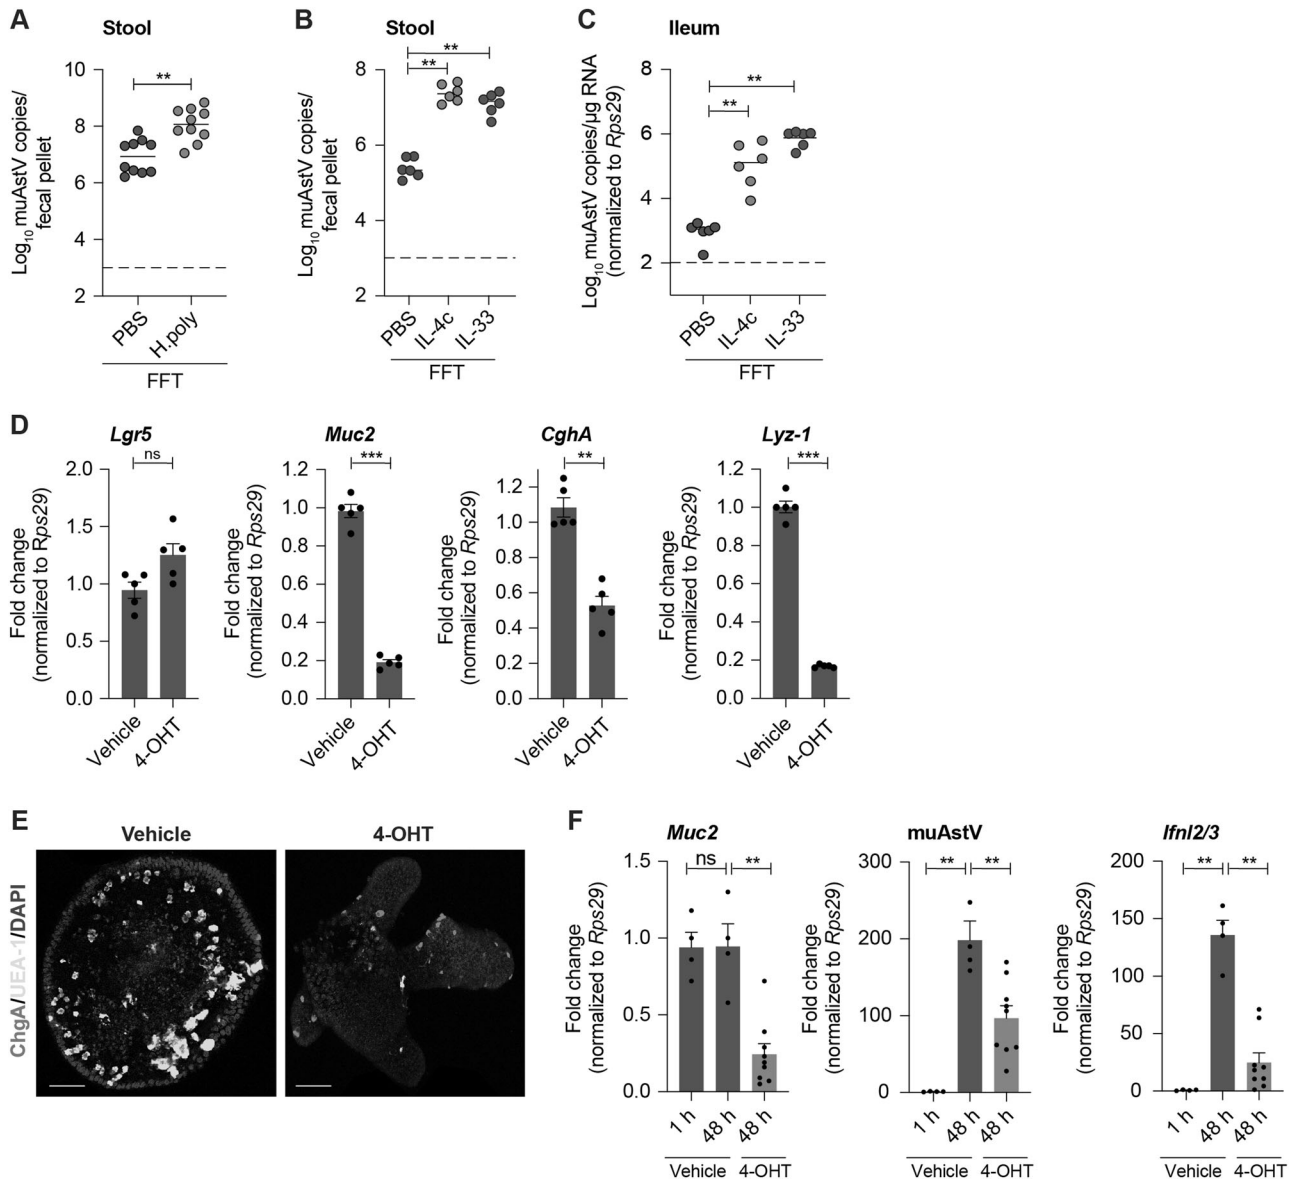 A
Stool
**
Log10 muAstV copies/
fecal pellet
10
8
6
4
2
PBS
H.poly
FFT
B
Stool
**
**
Log10 muAstV copies/
fecal pellet
8
6
4
2
PBS
IL-4c
IL-33
FFT
C
Ileum
**
**
Log10 muAstV copies/µg RNA
(normalized to Rps29)
8
6
4
2
PBS
IL-4c
IL-33
FFT
D
Lgr5
ns
Fold change
(normalized to Rps29)
2.0
1.5
1.0
0.5
0.0
Vehicle
4-OHT
Muc2
***
Fold change
(normalized to Rps29)
1.2
1.0
0.8
0.6
0.4
0.2
0.0
Vehicle
4-OHT
CghA
**
Fold change
(normalized to Rps29)
1.2
1.0
0.8
0.6
0.4
0.2
0.0
Vehicle
4-OHT
Lyz-1
***
Fold change
(normalized to Rps29)
1.2
1.0
0.8
0.6
0.4
0.2
0.0
Vehicle
4-OHT
E
Vehicle
4-OHT
ChgA/UEA-1/DAPI
F
Muc2
ns
**
Fold change
(normalized to Rps29)
1.5
1.0
0.5
0.0
1 h
48 h
48 h
Vehicle
4-OHT
muAstV
**
**
Fold change
(normalized to Rps29)
300
200
100
0
1 h
48 h
48 h
Vehicle
4-OHT
Ifnl2/3
**
**
Fold change
(normalized to Rps29)
200
150
100
50
0
1 h
48 h
48 h
Vehicle
4-OHT